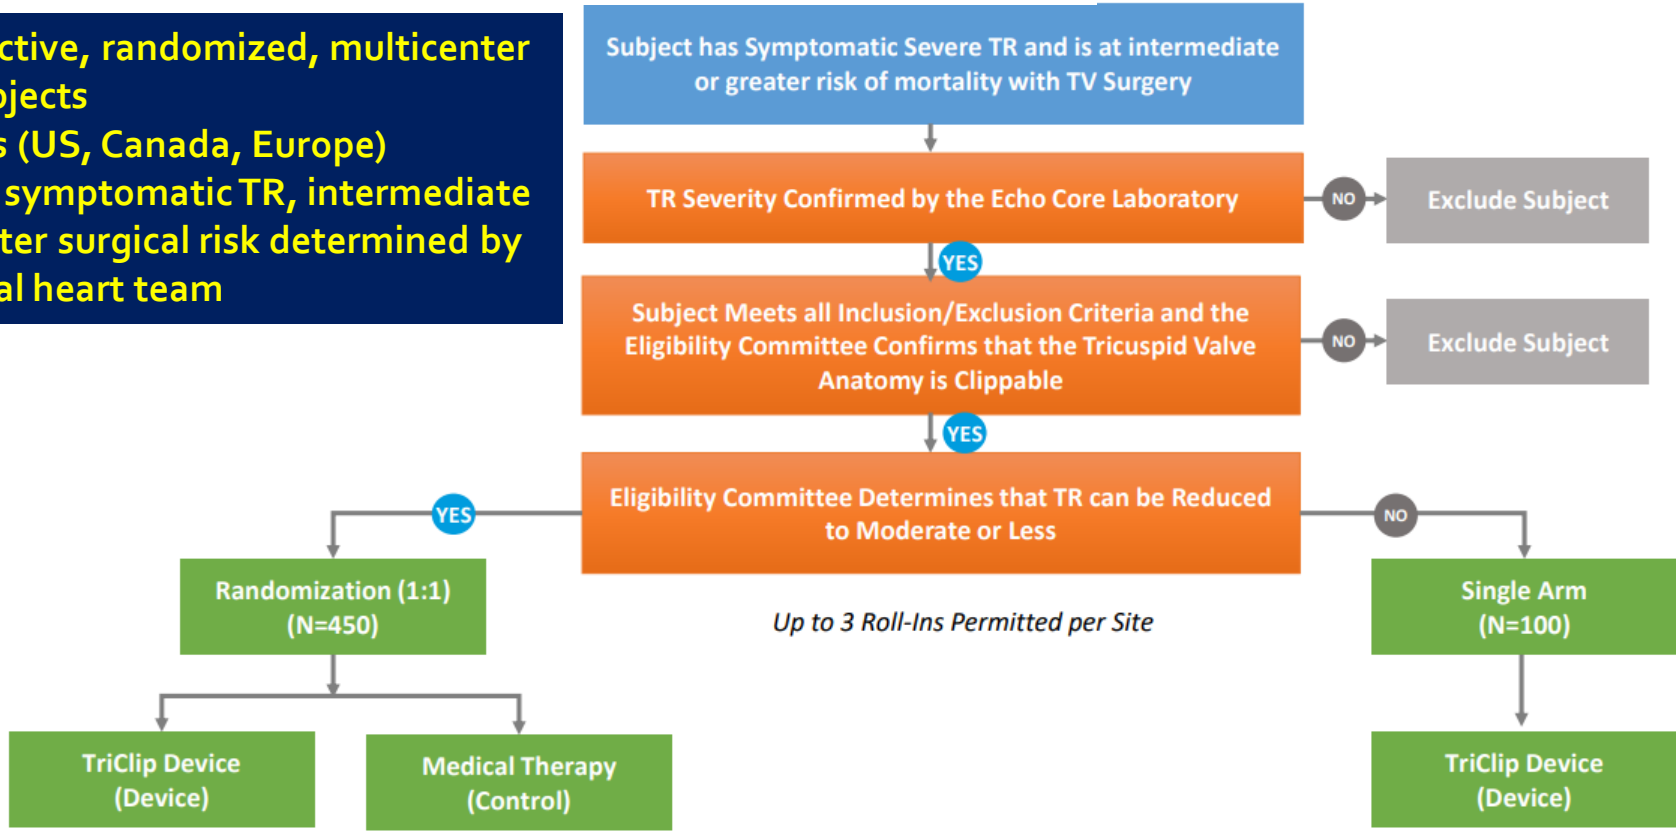 ctive, randomized, multicenter
bjects
s (US, Canada, Europe)
symptomatic TR, intermediate
ter surgical risk determined by
al heart team
Subject has Symptomatic Severe TR and is at intermediate
or greater risk of mortality with TV Surgery
TR Severity Confirmed by the Echo Core Laboratory
NO
Exclude Subject
YES
Subject Meets all Inclusion/Exclusion Criteria and the
Eligibility Committee Confirms that the Tricuspid Valve
Anatomy is Clippable
NO
Exclude Subject
YES
Eligibility Committee Determines that TR can be Reduced
to Moderate or Less
YES
NO
Randomization (1:1)
(N=450)
Up to 3 Roll-Ins Permitted per Site
Single Arm
(N=100)
TriClip Device
(Device)
Medical Therapy
(Control)
TriClip Device
(Device)